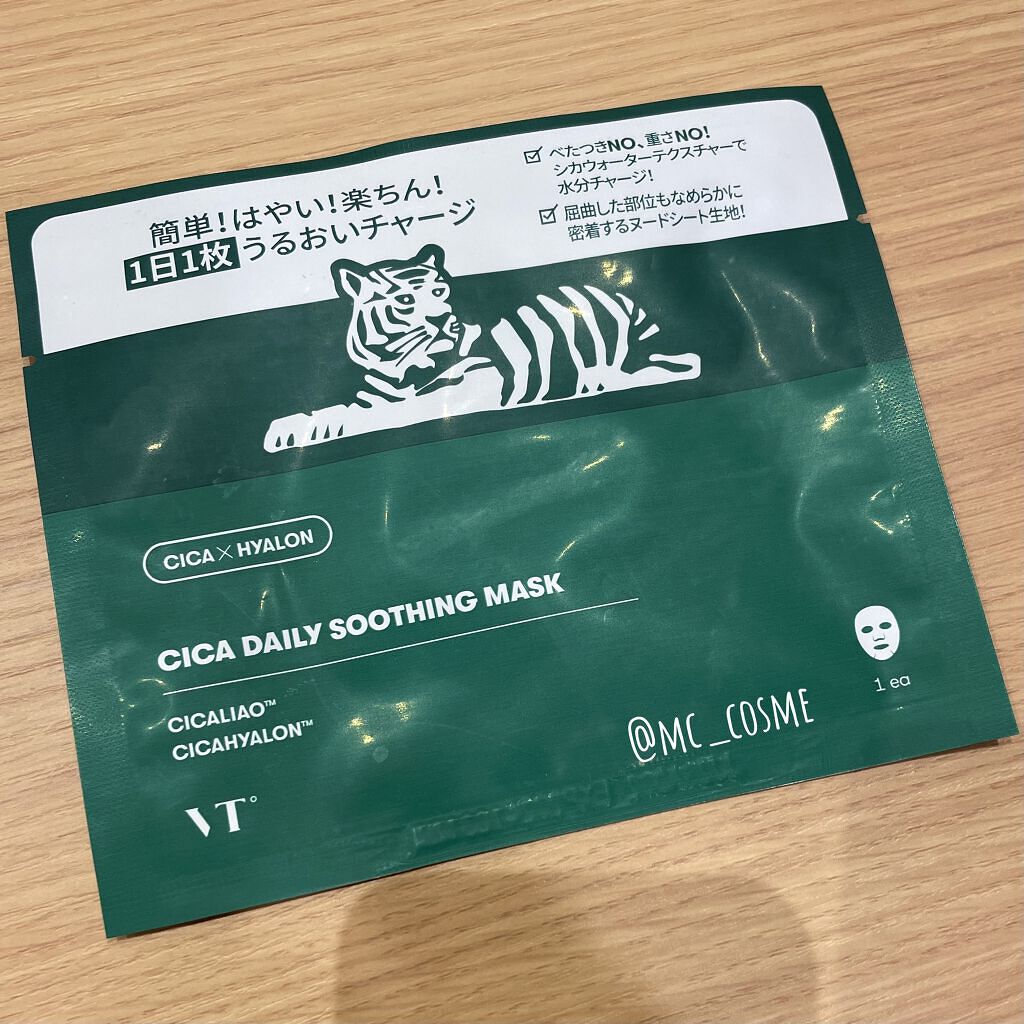 簡単!はやい!楽ちん!
1日1枚うるおいチャージ
べたつきNO、重さNO!
シカウォーターテクスチャーで
水分チャージ!
屈曲した部位もなめらかに
密着するヌードシート生地!
CICA×HYALON
CICA DAILY SOOTHING MASK
CICALIAO™
CICAHYALON™
VT°
1 ea
@MC_COSME